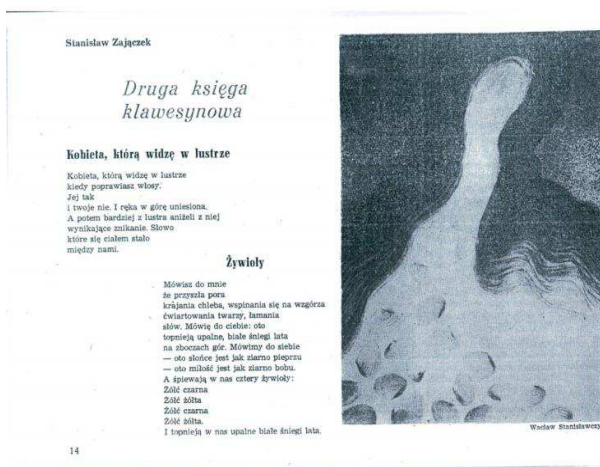 Stanisław Zajączek
Druga księga
klawesynowa
Kobieta, którą widzę w lustrze
Kobieta, którą widzę w lustrze
kiedy poprawiasz włosy.
Jej tak
i twoje nie. I ręka w górę uniesiona.
A potem bardziej z lustra aniżeli z niej
wynikające znikanie. Słowo
które się ciałem stało
między nami.
Żywioły
Mówisz do mnie
że przyszła pora
krajania chleba, wspinania się na wzgórza
ćwiartowania twarzy, łamania
słów. Mówię do ciebie: oto
topnieją upalne, białe śniegi lata
na zboczach gór. Mówimy do siebie
— oto słońce jest jak ziarno pieprzu
— oto miłość jest jak ziarno bobu.
A śpiewają w nas cztery żywioły:
Żółć czarna
Żółć żółta
Żółć czarna
Żółć żółta.
I topnieją w nas upalne białe śniegi lata.
Wacław
14